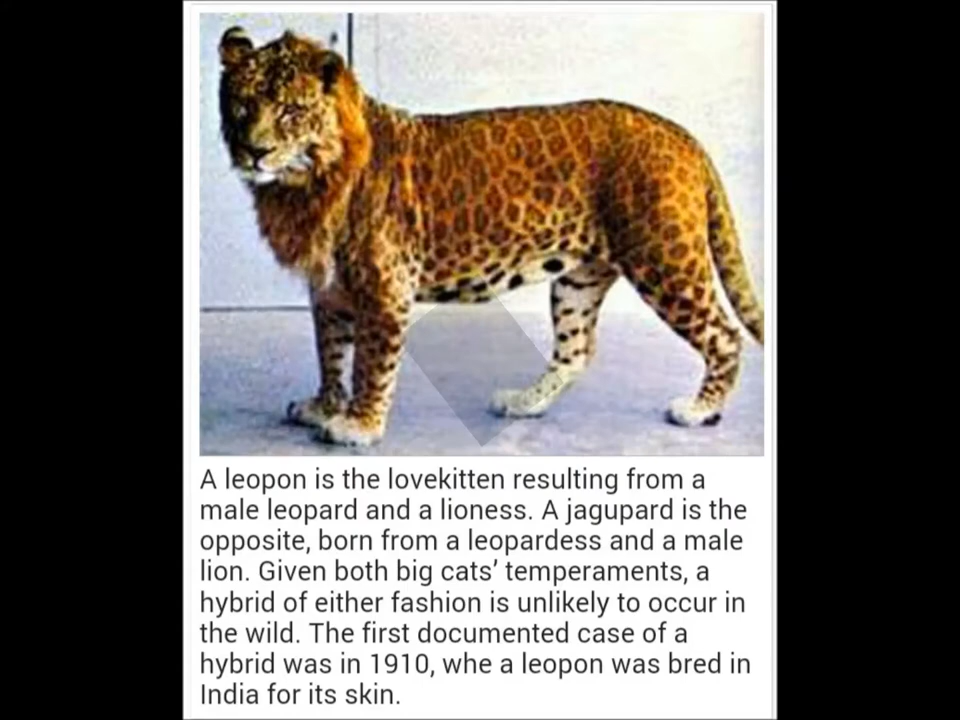 A leopon is the lovekitten resulting from a
male leopard and a lioness. A jagupard is the
opposite, born from a leopardess and a male
lion. Given both big cats’ temperaments, a
hybrid of either fashion is unlikely to occur in
the wild. The first documented case of a
hybrid was in 1910, whe a leopon was bred in
India for its skin.